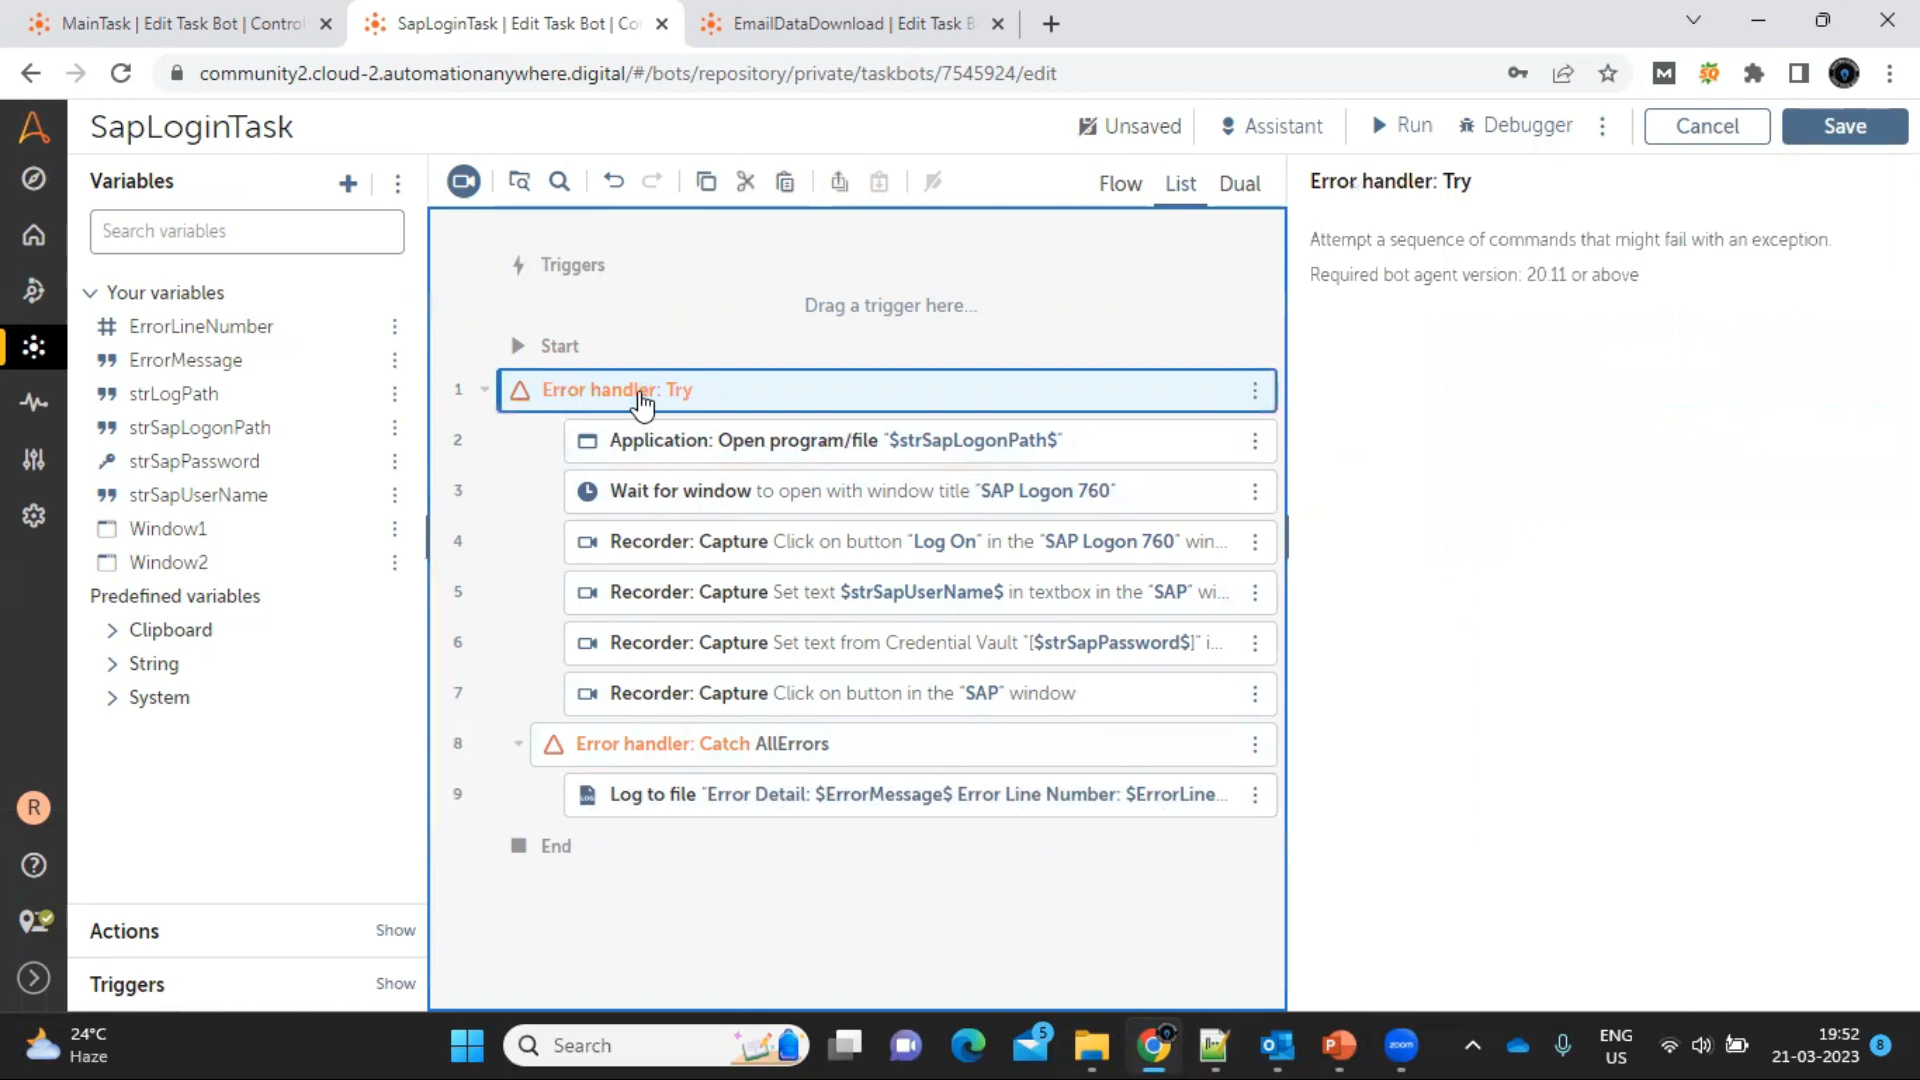 MainTask | Edit Task Bot | Contro
SapLoginTask | Edit Task Bot | Co
EmailDataDownload | Edit Task B
community2.cloud-2.automationanywhere.digital/#/bots/repository/private/taskbots/7545924/edit
SapLoginTask
Unsaved
Assistant
Run
Debugger
Cancel
Save
Variables
Search variables
Your variables
ErrorLineNumber
ErrorMessage
strLogPath
strSapLogonPath
strSapPassword
strSapUserName
Window1
Window2
Predefined variables
Clipboard
String
System
Actions Show
Triggers Show
Flow List Dual
Triggers
Drag a trigger here...
Start
1 Error handler: Try
2 Application: Open program/file "$strSapLogonPath$"
3 Wait for window to open with window title "SAP Logon 760"
4 Recorder: Capture Click on button "Log On" in the "SAP Logon 760" win...
5 Recorder: Capture Set text $strSapUserName$ in textbox in the "SAP" wi...
6 Recorder: Capture Set text from Credential Vault "[$strSapPassword$]" i...
7 Recorder: Capture Click on button in the "SAP" window
8 Error handler: Catch AllErrors
9 Log to file "Error Detail: $ErrorMessage$ Error Line Number: $ErrorLine...
End
Error handler: Try
Attempt a sequence of commands that might fail with an exception.
Required bot agent version: 20.11 or above
R
24°C
Haze
Search
5
zoom
ENG
US
19:52
21-03-2023
8